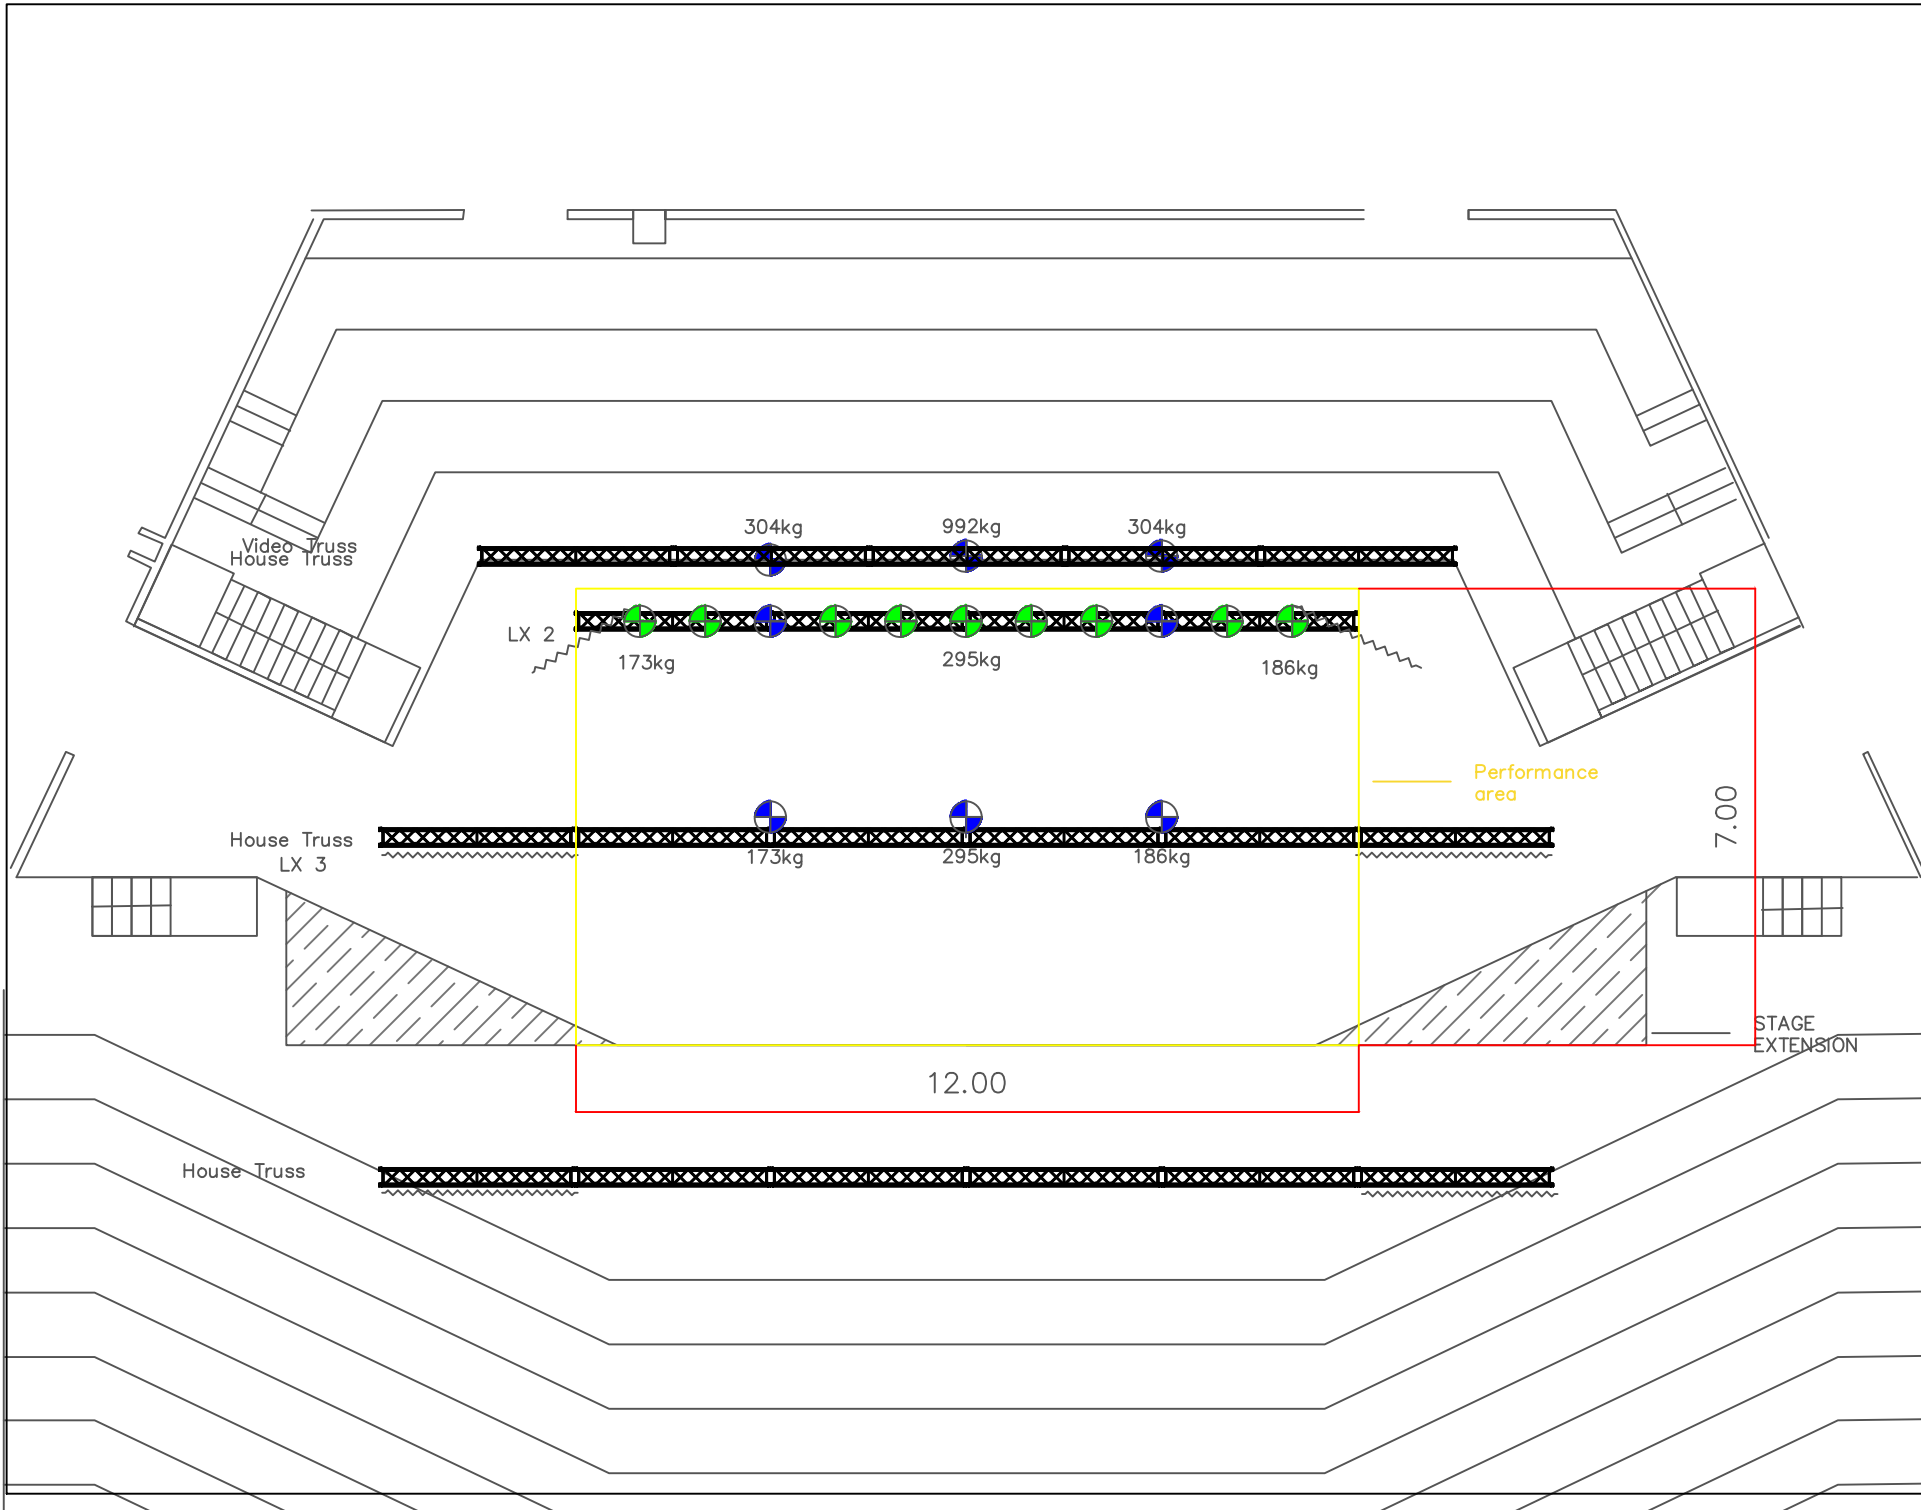 304kg
992kg
304kg
Video Truss
House Truss
LX 2
173kg
295kg
186kg
Performance
area
7.00
House Truss
LX 3
173kg
295kg
186kg
STAGE
EXTENSION
12.00
House Truss